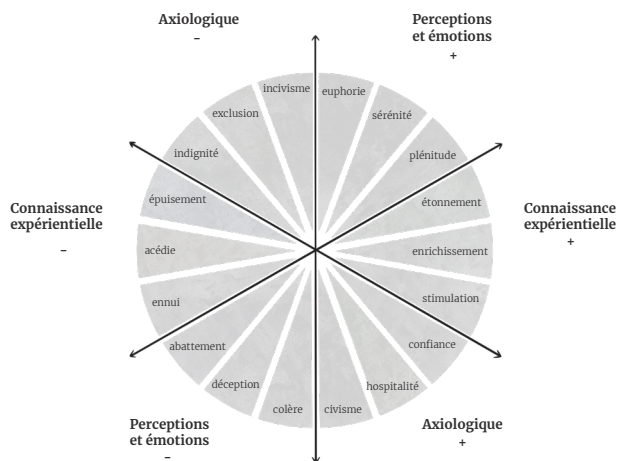 Axiologique
–
Perceptions
et émotions
+
incivisme
euphorie
exclusion
sérénité
indignité
plénitude
épuisement
étonnement
Connaissance
expérientielle
–
Connaissance
expérientielle
+
acédie
enrichissement
ennui
stimulation
abattement
confiance
déception
hospitalité
colère
civisme
Perceptions
et émotions
–
Axiologique
+